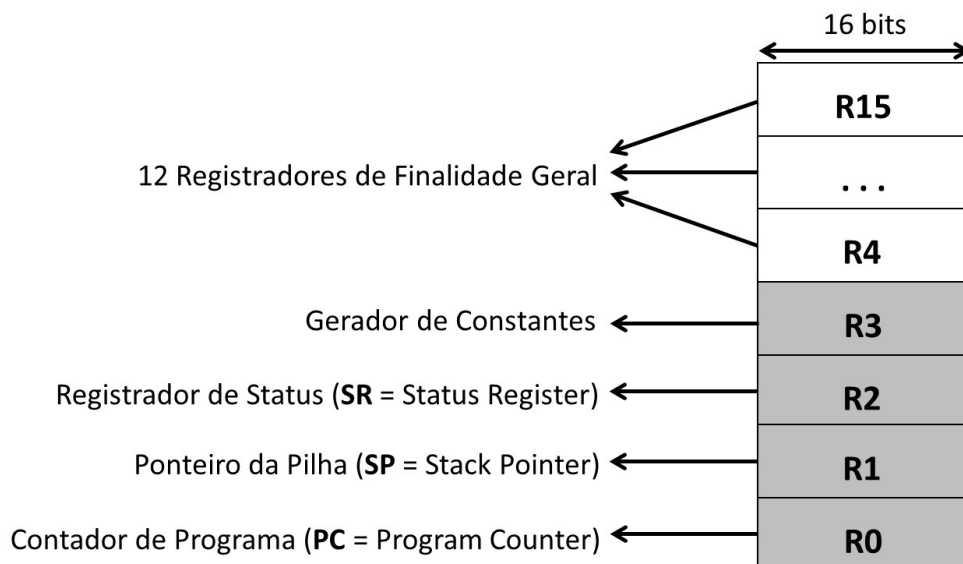 16 bits
R15
12 Registradores de Finalidade Geral
. . .
R4
Gerador de Constantes
R3
Registrador de Status (SR = Status Register)
R2
Ponteiro da Pilha (SP = Stack Pointer)
R1
Contador de Programa (PC = Program Counter)
R0